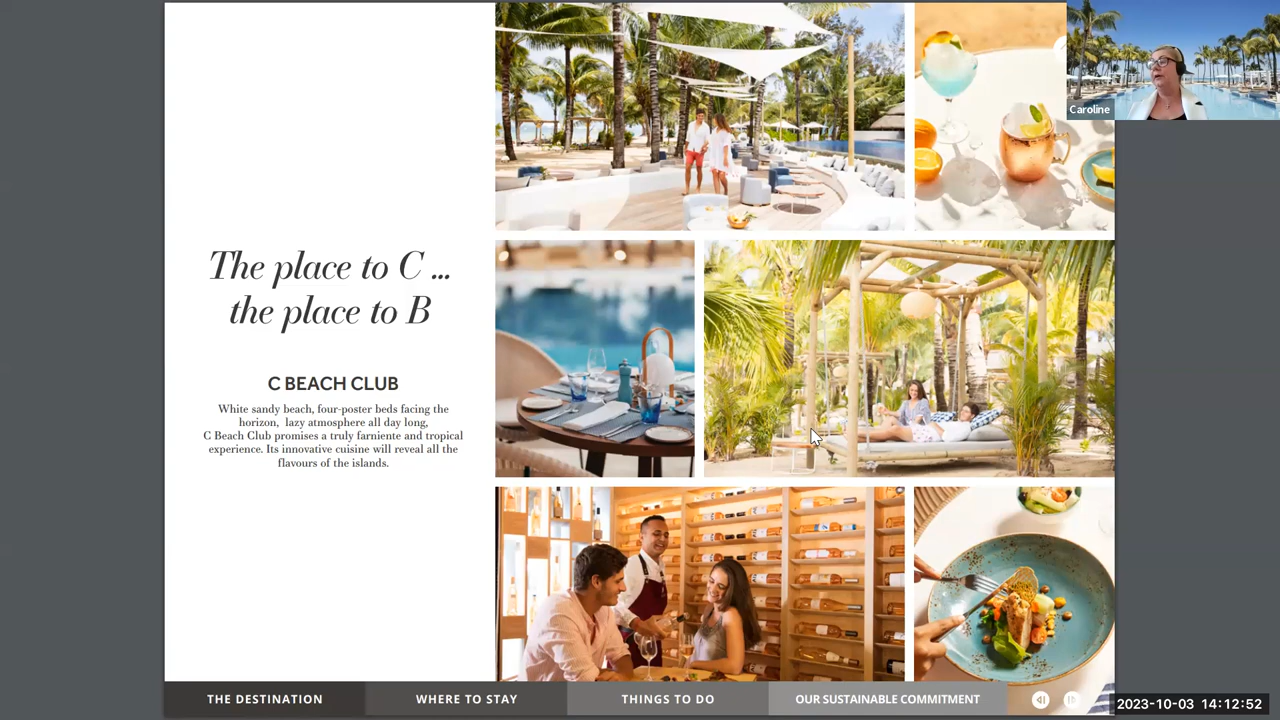 Caroline
The place to C ...
the place to B
C BEACH CLUB
White sandy beach, four-poster beds facing the
horizon, lazy atmosphere all day long,
C Beach Club promises a truly farniente and tropical
experience. Its innovative cuisine will reveal all the
flavours of the islands.
THE DESTINATION
WHERE TO STAY
THINGS TO DO
OUR SUSTAINABLE COMMITMENT
2023-10-03 14:12:52